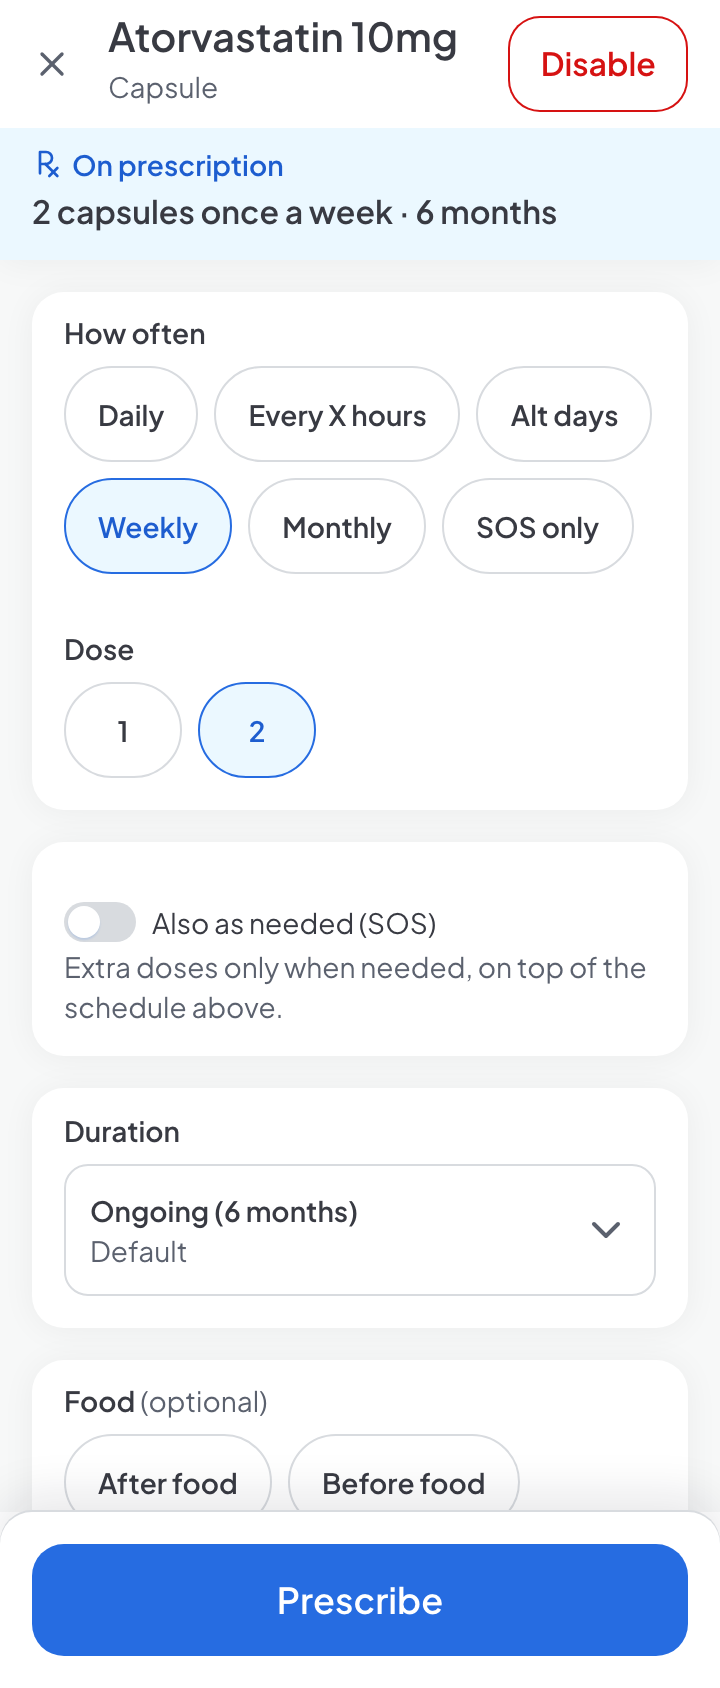 Atorvastatin 10mg
Capsule
Disable
On prescription
2 capsules once a week · 6 months
How often
Daily
Every X hours
Alt days
Weekly
Monthly
SOS only
Dose
1
2
Also as needed (SOS)
Extra doses only when needed, on top of the
schedule above.
Duration
Ongoing (6 months)
Default
Food (optional)
After food
Before food
Prescribe